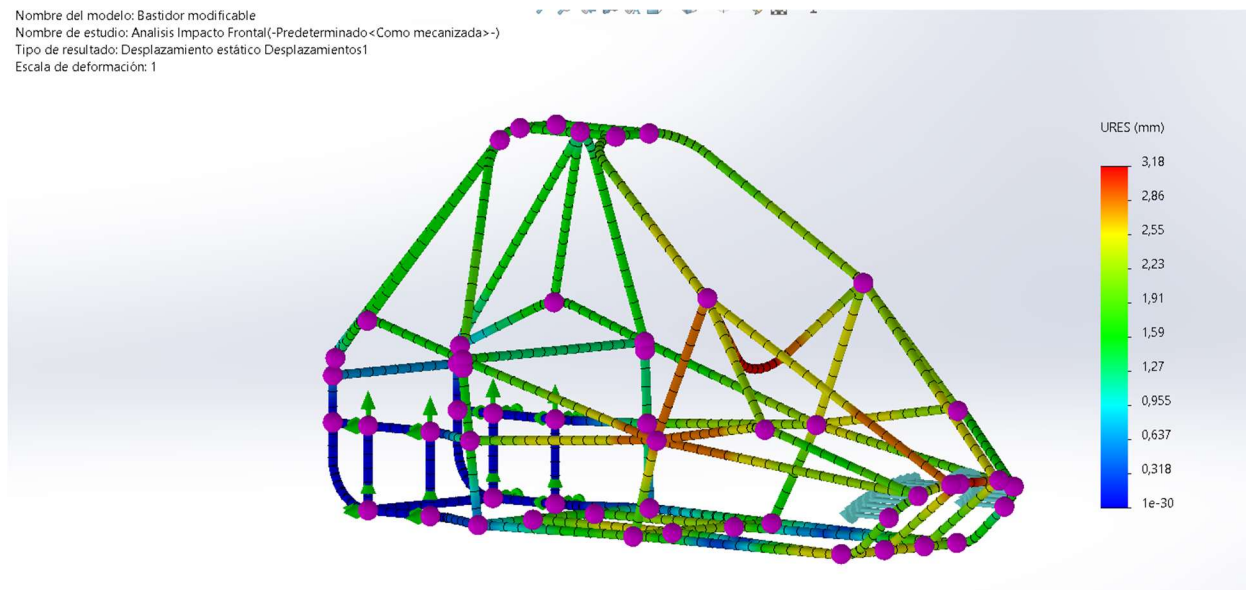 Nombre del modelo: Bastidor modificable
Nombre de estudio: Analisis Impacto Frontal(-Predeterminado<Como mecanizada>-)
Tipo de resultado: Desplazamiento estático Desplazamientos1
Escala de deformación: 1
URES (mm)
3,18
2,86
2,55
2,23
1,91
1,59
1,27
0,955
0,637
0,318
1e-30